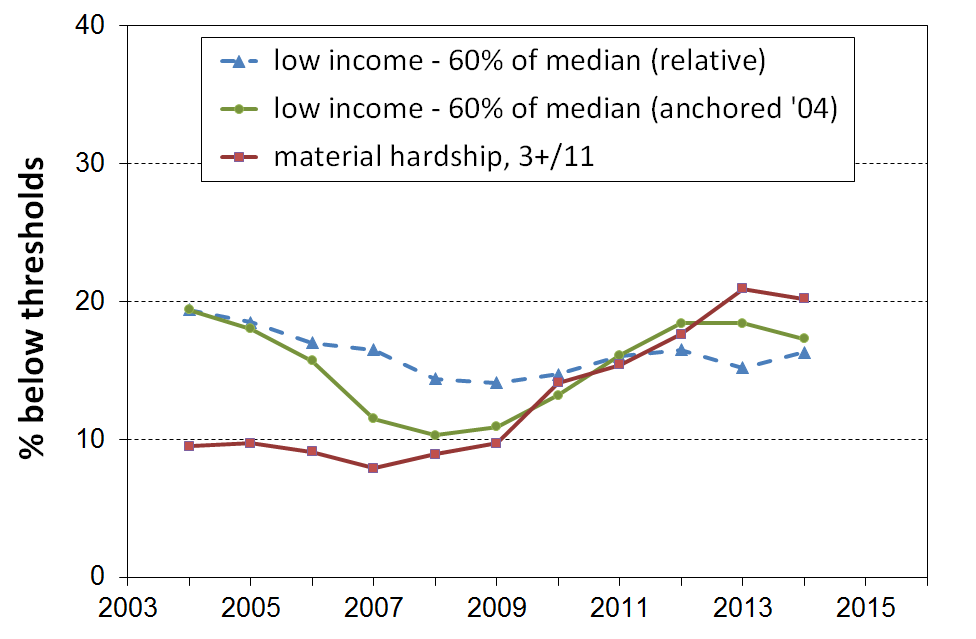 40
low income - 60% of median (relative)
low income - 60% of median (anchored '04)
material hardship, 3+/11
30
% below thresholds
20
10
0
2003 2005 2007 2009 2011 2013 2015